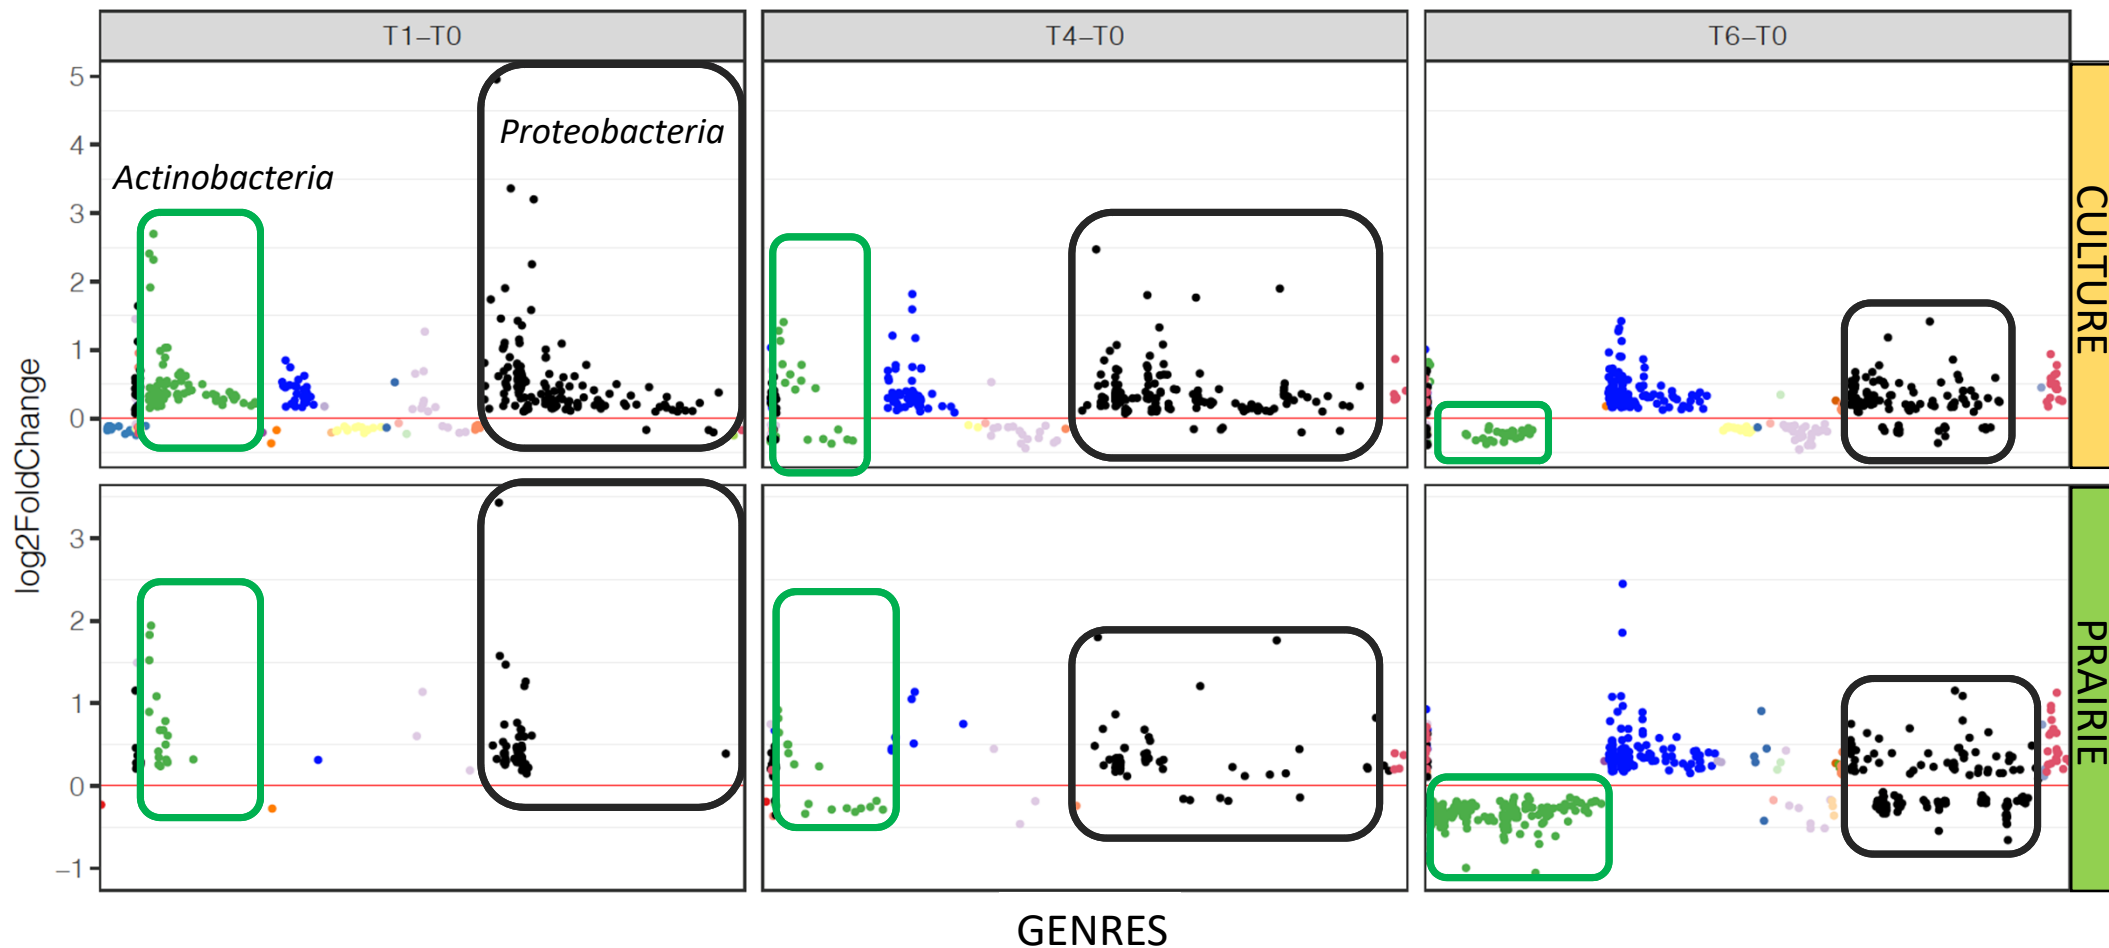 T1–T0
T4–T0
T6–T0
5
4
3
2
1
0
Actinobacteria
Proteobacteria
CULTURE
log2FoldChange
3
2
1
0
−1
PRAIRIE
GENRES